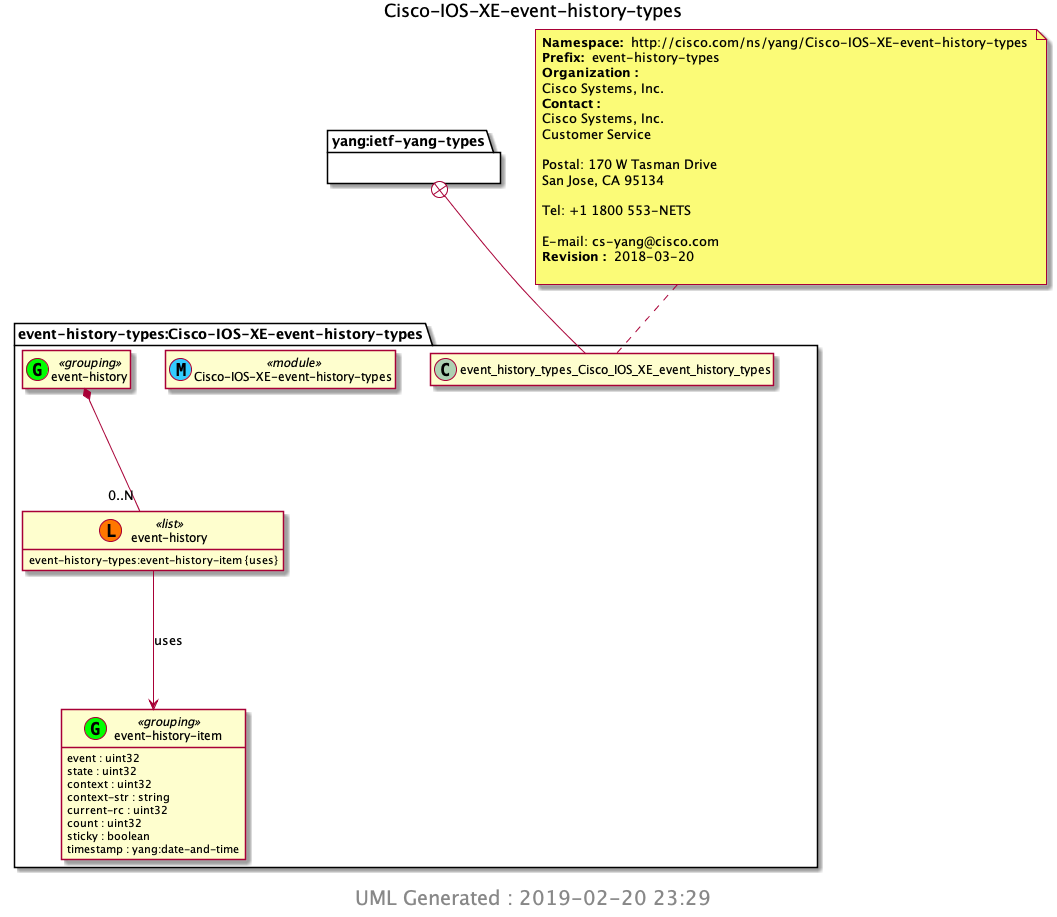 Cisco-IOS-XE-event-history-types
Namespace: http://cisco.com/ns/yang/Cisco-IOS-XE-event-history-types
Prefix: event-history-types
Organization :
Cisco Systems, Inc.
Contact :
Cisco Systems, Inc.
Customer Service
Postal: 170 W Tasman Drive
San Jose, CA 95134
Tel: +1 1800 553-NETS
E-mail: cs-yang@cisco.com
Revision : 2018-03-20
yang:ietf-yang-types
event-history-types:Cisco-IOS-XE-event-history-types
G
«grouping»
event-history
M
«module»
Cisco-IOS-XE-event-history-types
C event_history_types_Cisco_IOS_XE_event_history_types
0..N
L
«list»
event-history
event-history-types:event-history-item {uses}
uses
G
«grouping»
event-history-item
event : uint32
state : uint32
context : uint32
context-str : string
current-rc : uint32
count : uint32
sticky : boolean
timestamp : yang:date-and-time
UML Generated : 2019-02-20 23:29